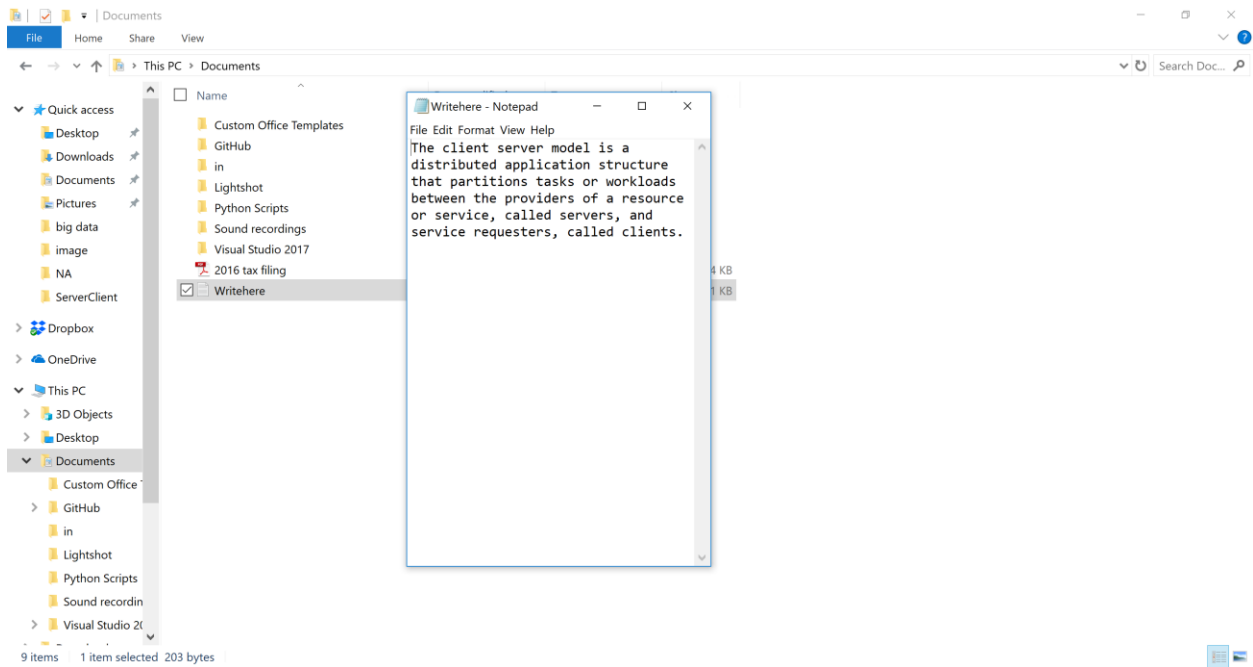 Documents
File Home Share View
This PC Documents
Search Doc...
Quick access
Desktop
Downloads
Documents
Pictures
big data
image
NA
ServerClient
Dropbox
OneDrive
This PC
3D Objects
Desktop
Documents
Custom Office
GitHub
in
Lightshot
Python Scripts
Sound recordin
Visual Studio 20
Name
Custom Office Templates
GitHub
in
Lightshot
Python Scripts
Sound recordings
Visual Studio 2017
2016 tax filing
4 KB
Writehere
1 KB
Writehere - Notepad
File Edit Format View Help
The client server model is a
distributed application structure
that partitions tasks or workloads
between the providers of a resource
or service, called servers, and
service requesters, called clients.
9 items 1 item selected 203 bytes